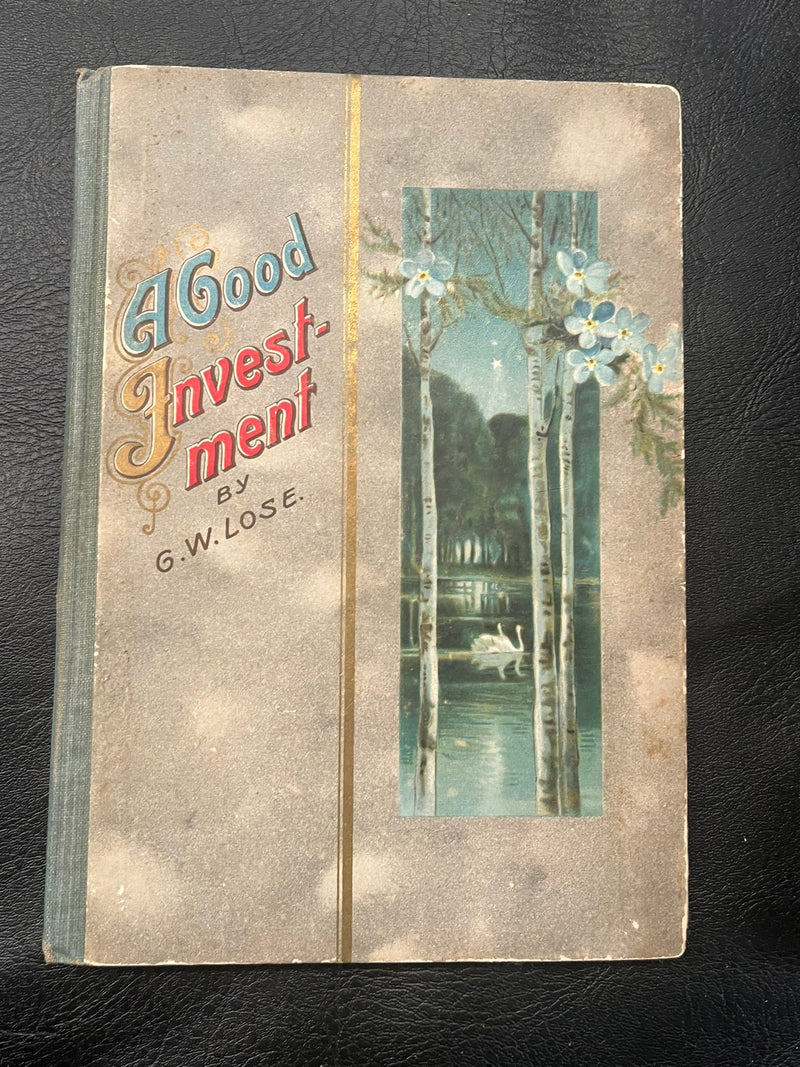 A Good
Invest-
ment
BY
G.W. LOSE.